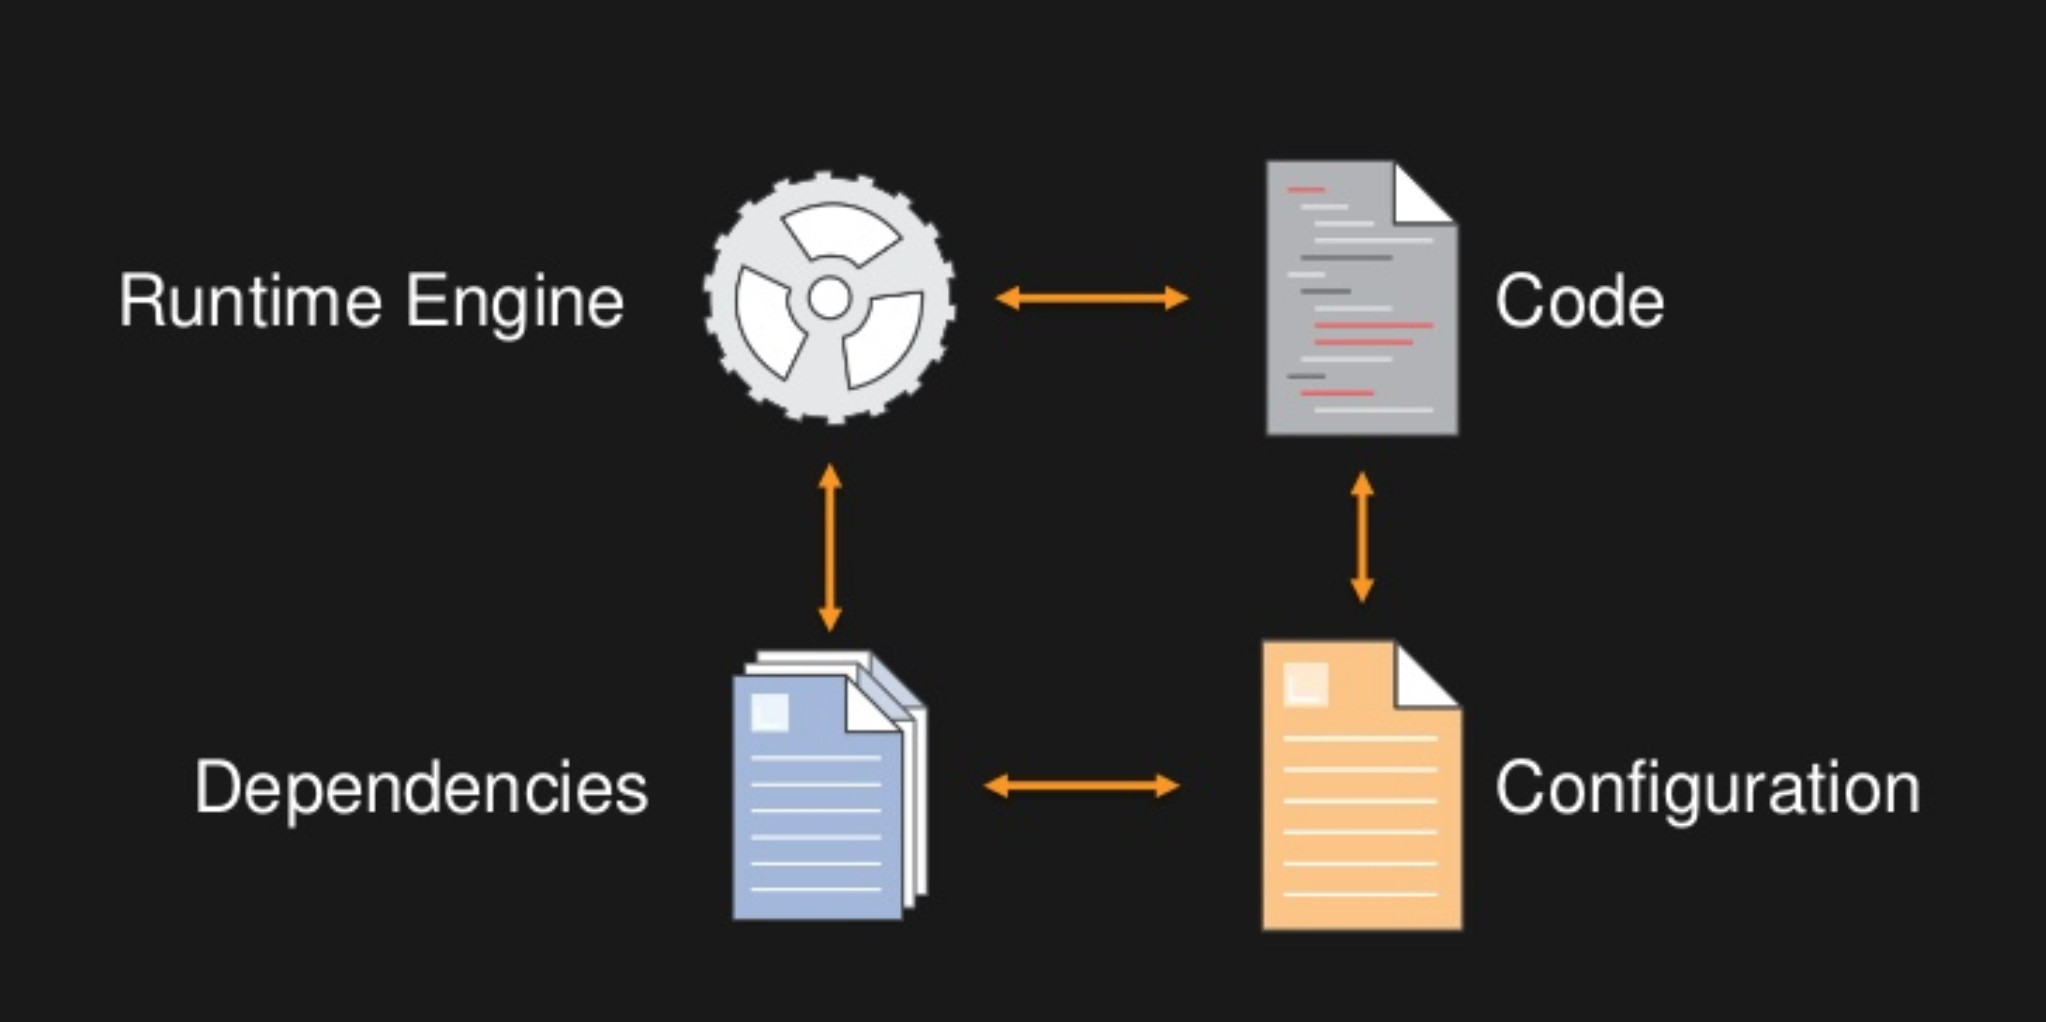 Runtime Engine
Code
Dependencies
Configuration